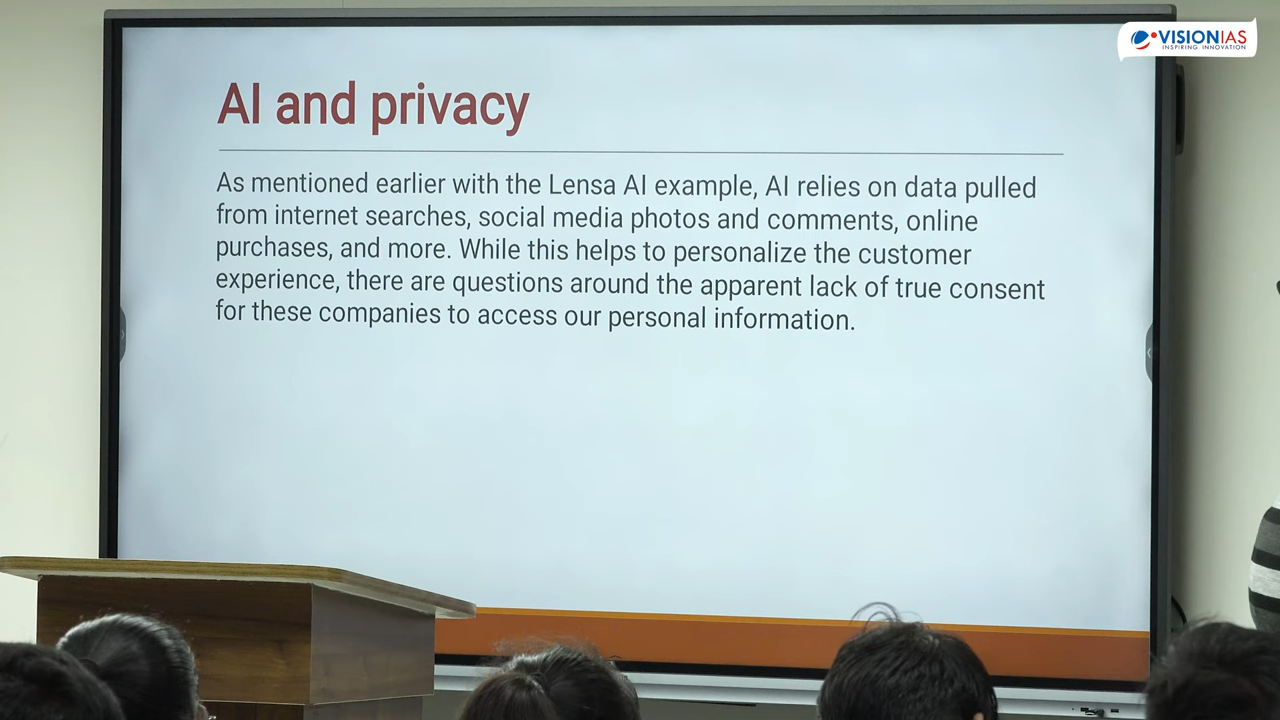 VISIONIAS
INSPIRING INNOVATION
AI and privacy
As mentioned earlier with the Lensa AI example, AI relies on data pulled
from internet searches, social media photos and comments, online
purchases, and more. While this helps to personalize the customer
experience, there are questions around the apparent lack of true consent
for these companies to access our personal information.